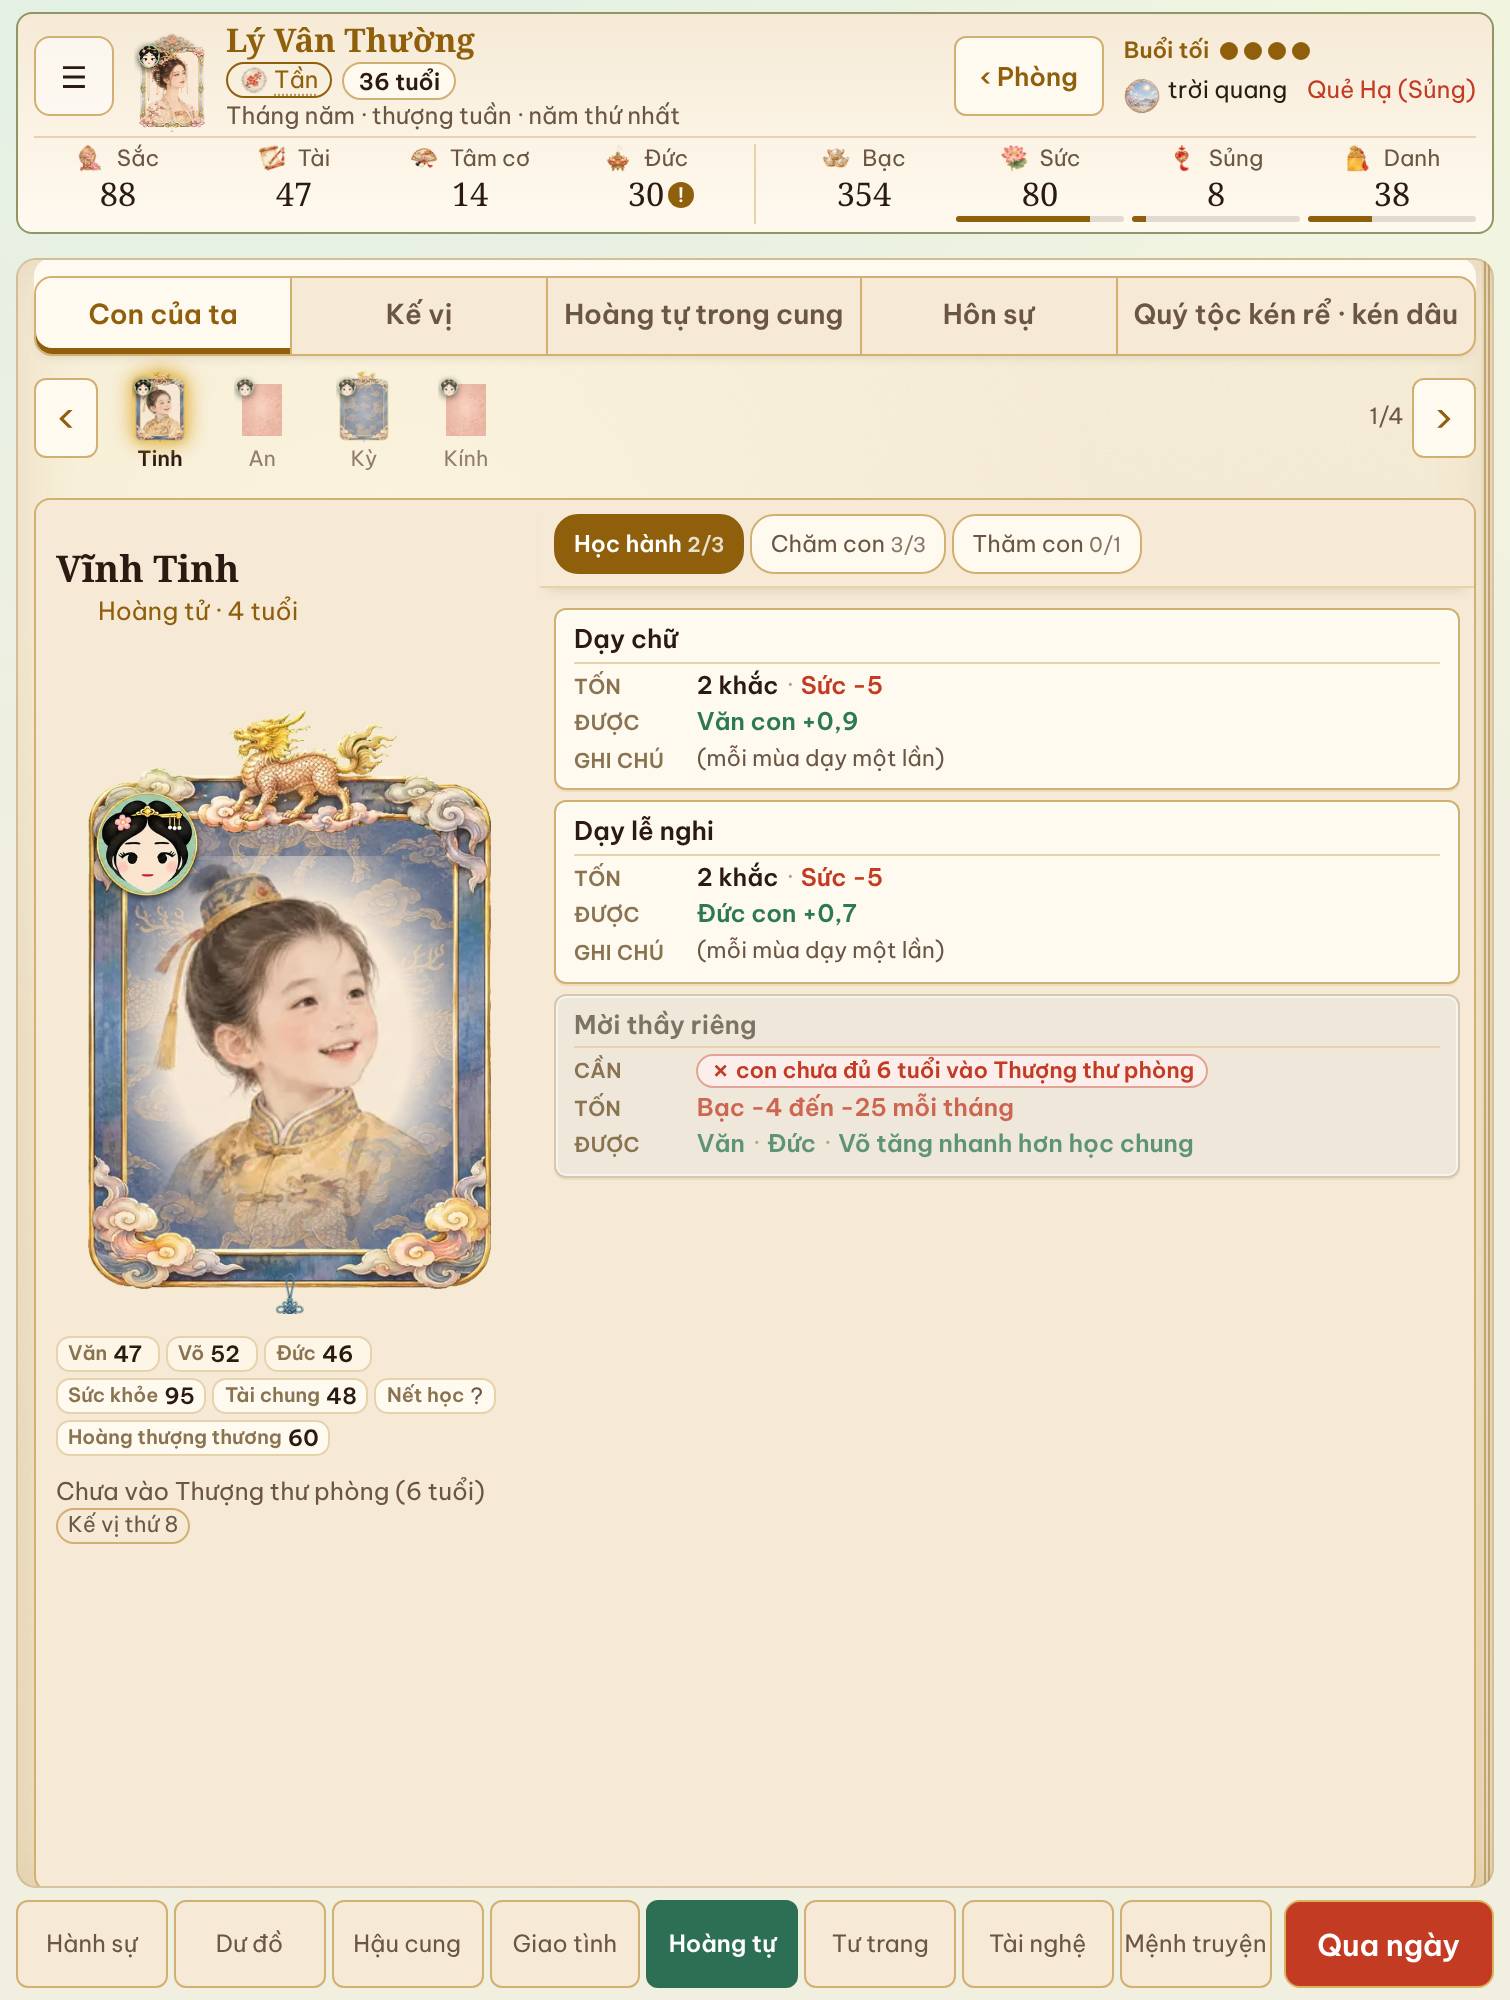 ☰
Lý Vân Thường
Tần 36 tuổi
Tháng năm · thượng tuần · năm thứ nhất
‹ Phòng
Buổi tối
trời quang Quẻ Hạ (Sủng)
Sắc Tài Tâm cơ Đức Bạc Sức Sủng Danh
88 47 14 30 ! 354 80 8 38
Con của ta Kế vị Hoàng tự trong cung Hôn sự Quý tộc kén rể · kén dâu
‹ Tinh An Kỳ Kính 1/4 ›
Vĩnh Tinh
Hoàng tử · 4 tuổi
Văn 47 Võ 52 Đức 46
Sức khỏe 95 Tài chung 48 Nết học ?
Hoàng thượng thương 60
Chưa vào Thượng thư phòng (6 tuổi)
Kế vị thứ 8
Học hành 2/3 Chăm con 3/3 Thăm con 0/1
Dạy chữ
TỐN 2 khắc · Sức -5
ĐƯỢC Văn con +0,9
GHI CHÚ (mỗi mùa dạy một lần)
Dạy lễ nghi
TỐN 2 khắc · Sức -5
ĐƯỢC Đức con +0,7
GHI CHÚ (mỗi mùa dạy một lần)
Mời thầy riêng
CẦN × con chưa đủ 6 tuổi vào Thượng thư phòng
TỐN Bạc -4 đến -25 mỗi tháng
ĐƯỢC Văn · Đức · Võ tăng nhanh hơn học chung
Hành sự Dư đồ Hậu cung Giao tình Hoàng tự Tư trang Tài nghệ Mệnh truyện Qua ngày